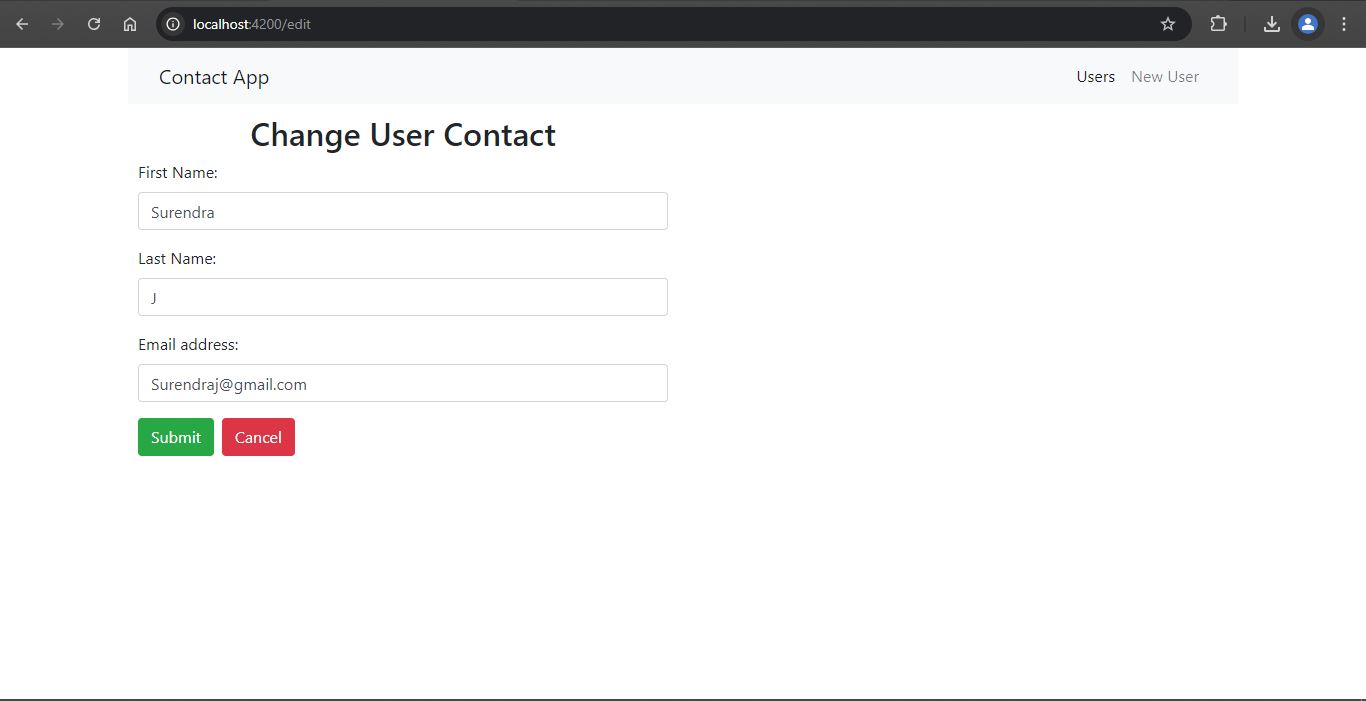 localhost:4200/edit
Contact App Users New User
Change User Contact
First Name:
Surendra
Last Name:
J
Email address:
Surendraj@gmail.com
Submit Cancel